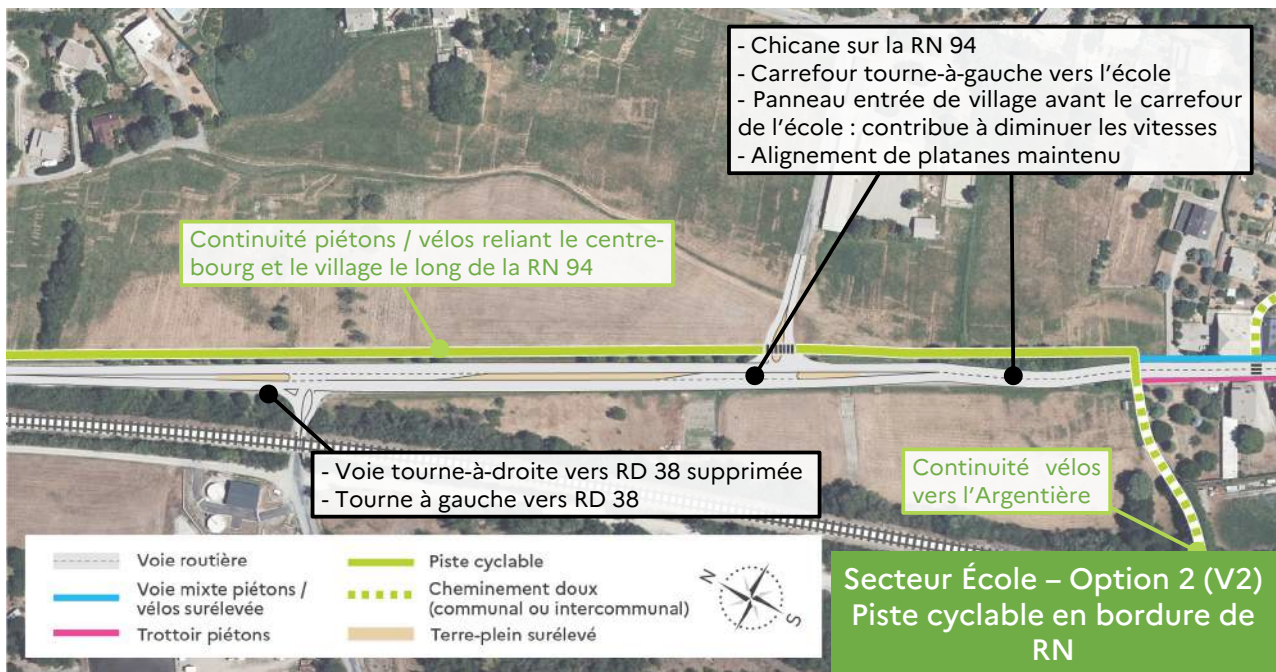 - Chicane sur la RN 94
- Carrefour tourne-à-gauche vers l'école
- Panneau entrée de village avant le carrefour
de l'école : contribue à diminuer les vitesses
- Alignement de platanes maintenu
Continuité piétons / vélos reliant le centre-
bourg et le village le long de la RN 94
- Voie tourne-à-droite vers RD 38 supprimée
- Tourne à gauche vers RD 38
Continuité vélos
vers l'Argentière
Voie routière
Voie mixte piétons /
vélos surélevée
Trottoir piétons
Piste cyclable
Cheminement doux
(communal ou intercommunal)
Terre-plein surélevé
N
S
Secteur École – Option 2 (V2)
Piste cyclable en bordure de
RN